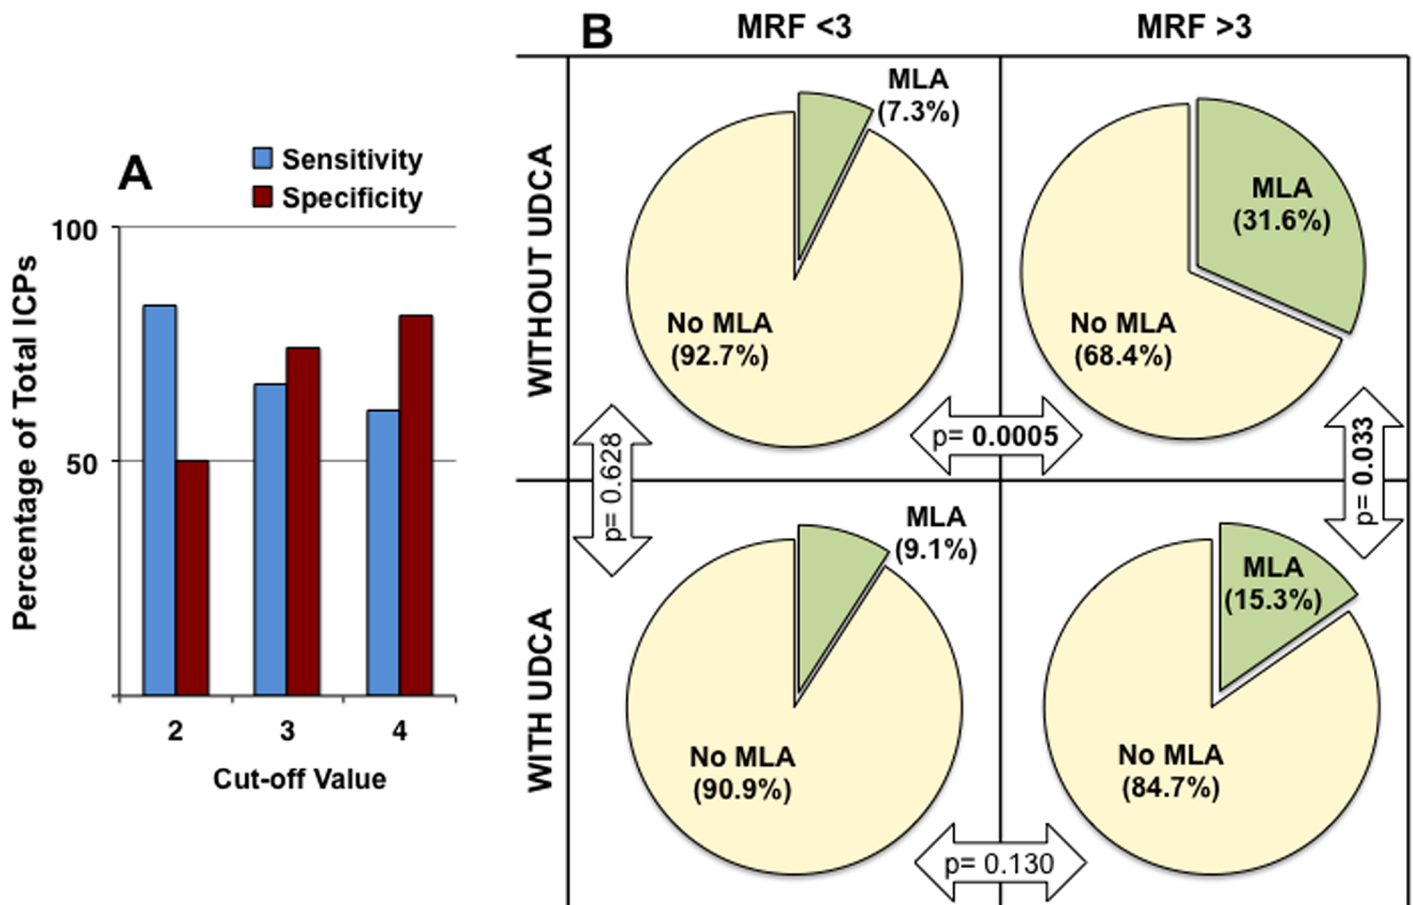 A
Sensitivity
Specificity
Percentage of Total ICPs
100
50
2 3 4
Cut-off Value
B
MRF <3
MRF >3
WITHOUT UDCA
MLA
(7.3%)
No MLA
(92.7%)
MLA
(31.6%)
No MLA
(68.4%)
p= 0.0005
p= 0.628
p= 0.033
WITH UDCA
MLA
(9.1%)
No MLA
(90.9%)
MLA
(15.3%)
No MLA
(84.7%)
p= 0.130